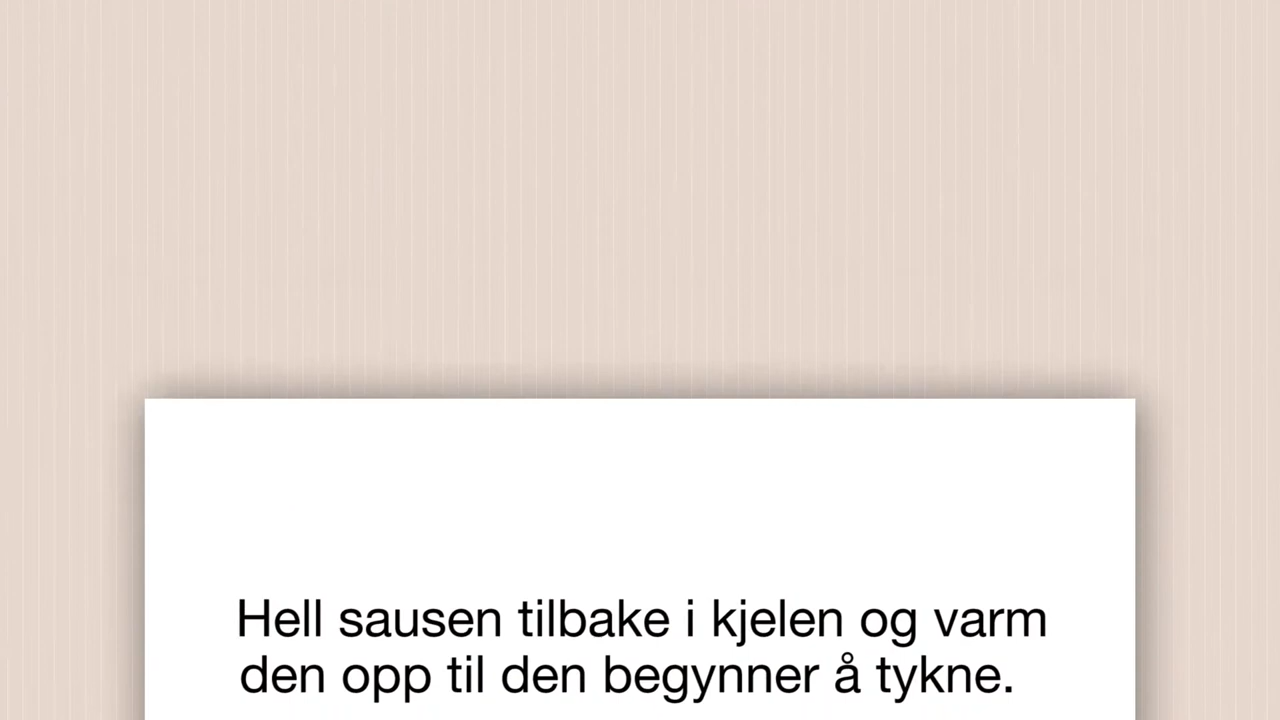 Hell sausen tilbake i kjelen og varm
den opp til den begynner å tykne.